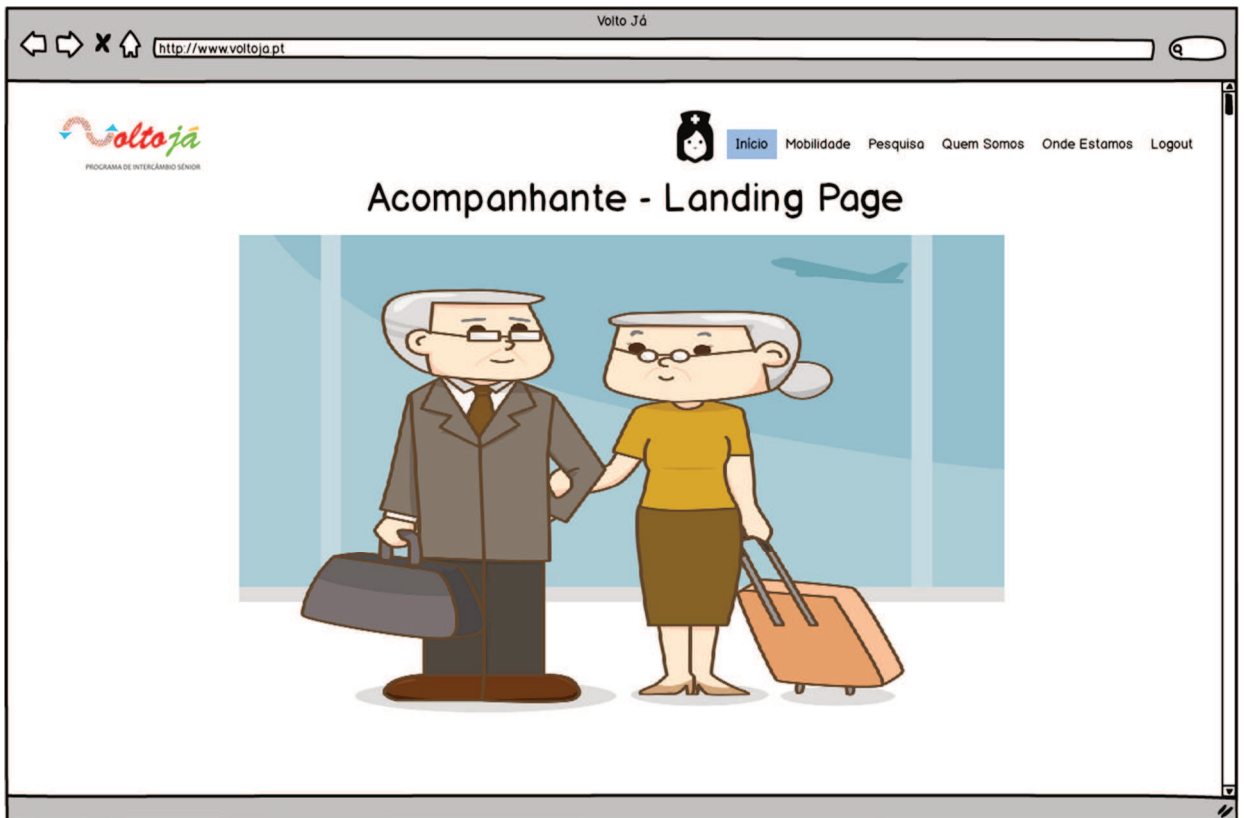 Volto Já
http://www.voltoja.pt
Voltojá
PROGRAMA DE INTERCÂMBIO SÉNIOR
Início Mobilidade Pesquisa Quem Somos Onde Estamos Logout
Acompanhante - Landing Page